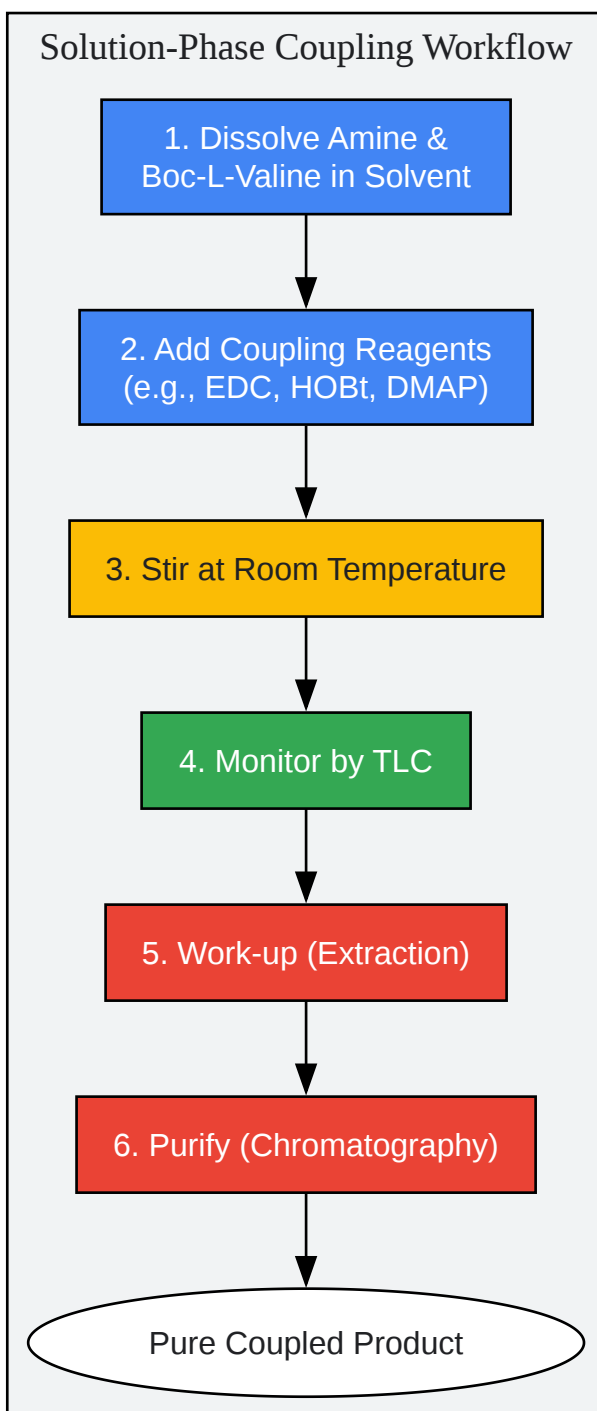 Solution-Phase Coupling Workflow
1. Dissolve Amine &
Boc-L-Valine in Solvent
2. Add Coupling Reagents
(e.g., EDC, HOBt, DMAP)
3. Stir at Room Temperature
4. Monitor by TLC
5. Work-up (Extraction)
6. Purify (Chromatography)
Pure Coupled Product